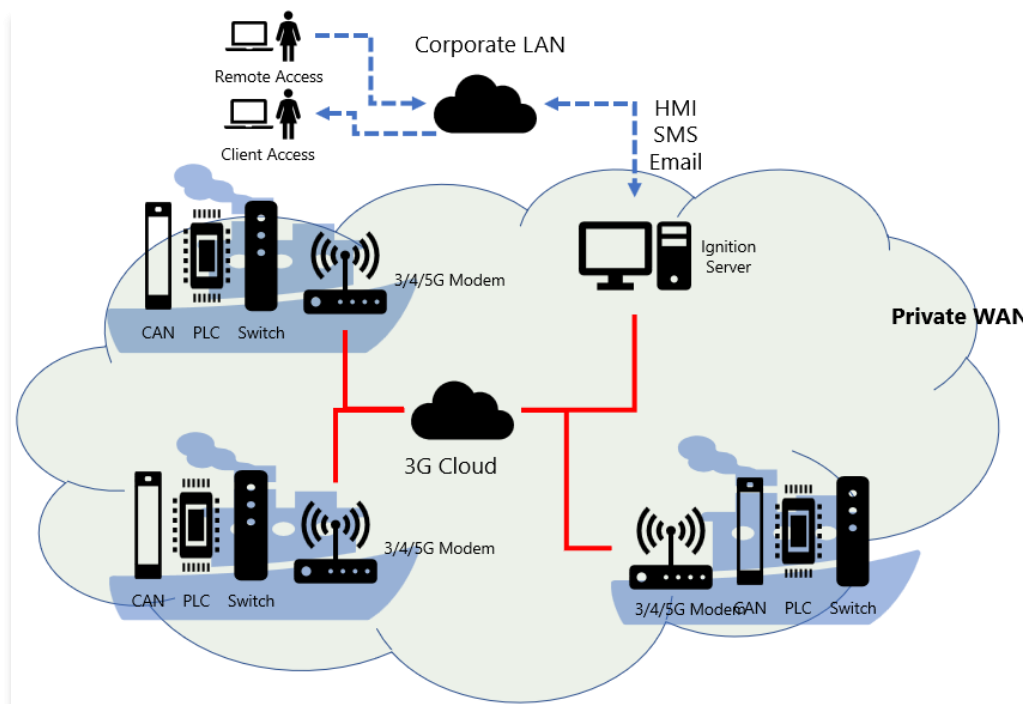 Corporate LAN
Remote Access
Client Access
HMI
SMS
Email
Ignition
Server
3/4/5G Modem
CAN PLC Switch
Private WAN
3G Cloud
3/4/5G Modem
CAN PLC Switch
3/4/5G Modem
CAN PLC Switch